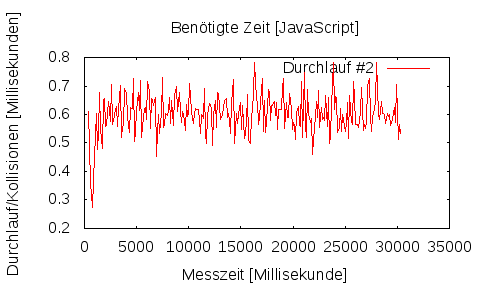 Benötigte Zeit [JavaScript]
Durchlauf/Kollisionen [Millisekunden]
Durchlauf #2
0.8
0.7
0.6
0.5
0.4
0.3
0.2
0 5000 10000 15000 20000 25000 30000 35000
Messzeit [Millisekunde]